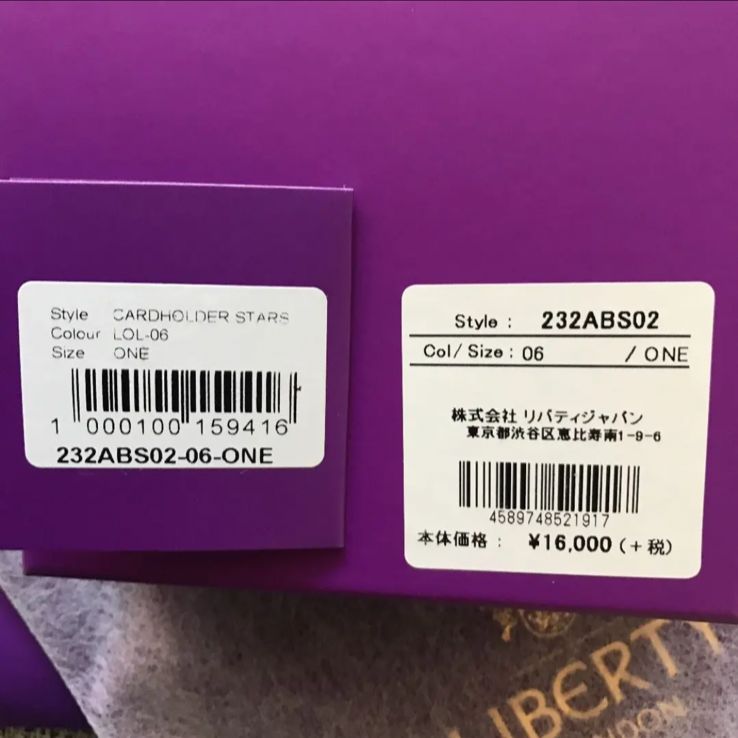 Style CARDHOLDER STARS
Colour LOL-06
Size ONE
1 000100 159416
232ABS02-06-ONE
Style : 232ABS02
Col/ Size : 06 / ONE
株式会社 リバティジャパン
東京都渋谷区恵比寿南1-9-6
4589748521917
本体価格 : ¥16,000 (+税)
LIBERTY
LONDON